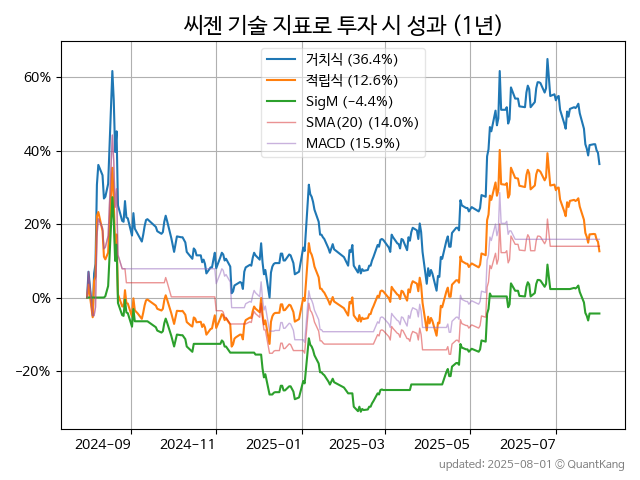 씨젠 기술 지표로 투자 시 성과 (1년)
거치식 (36.4%)
적립식 (12.6%)
SigM (−4.4%)
SMA(20) (14.0%)
MACD (15.9%)
60%
40%
20%
0%
−20%
2024−09 2024−11 2025−01 2025−03 2025−05 2025−07
updated: 2025-08-01 © QuantKang